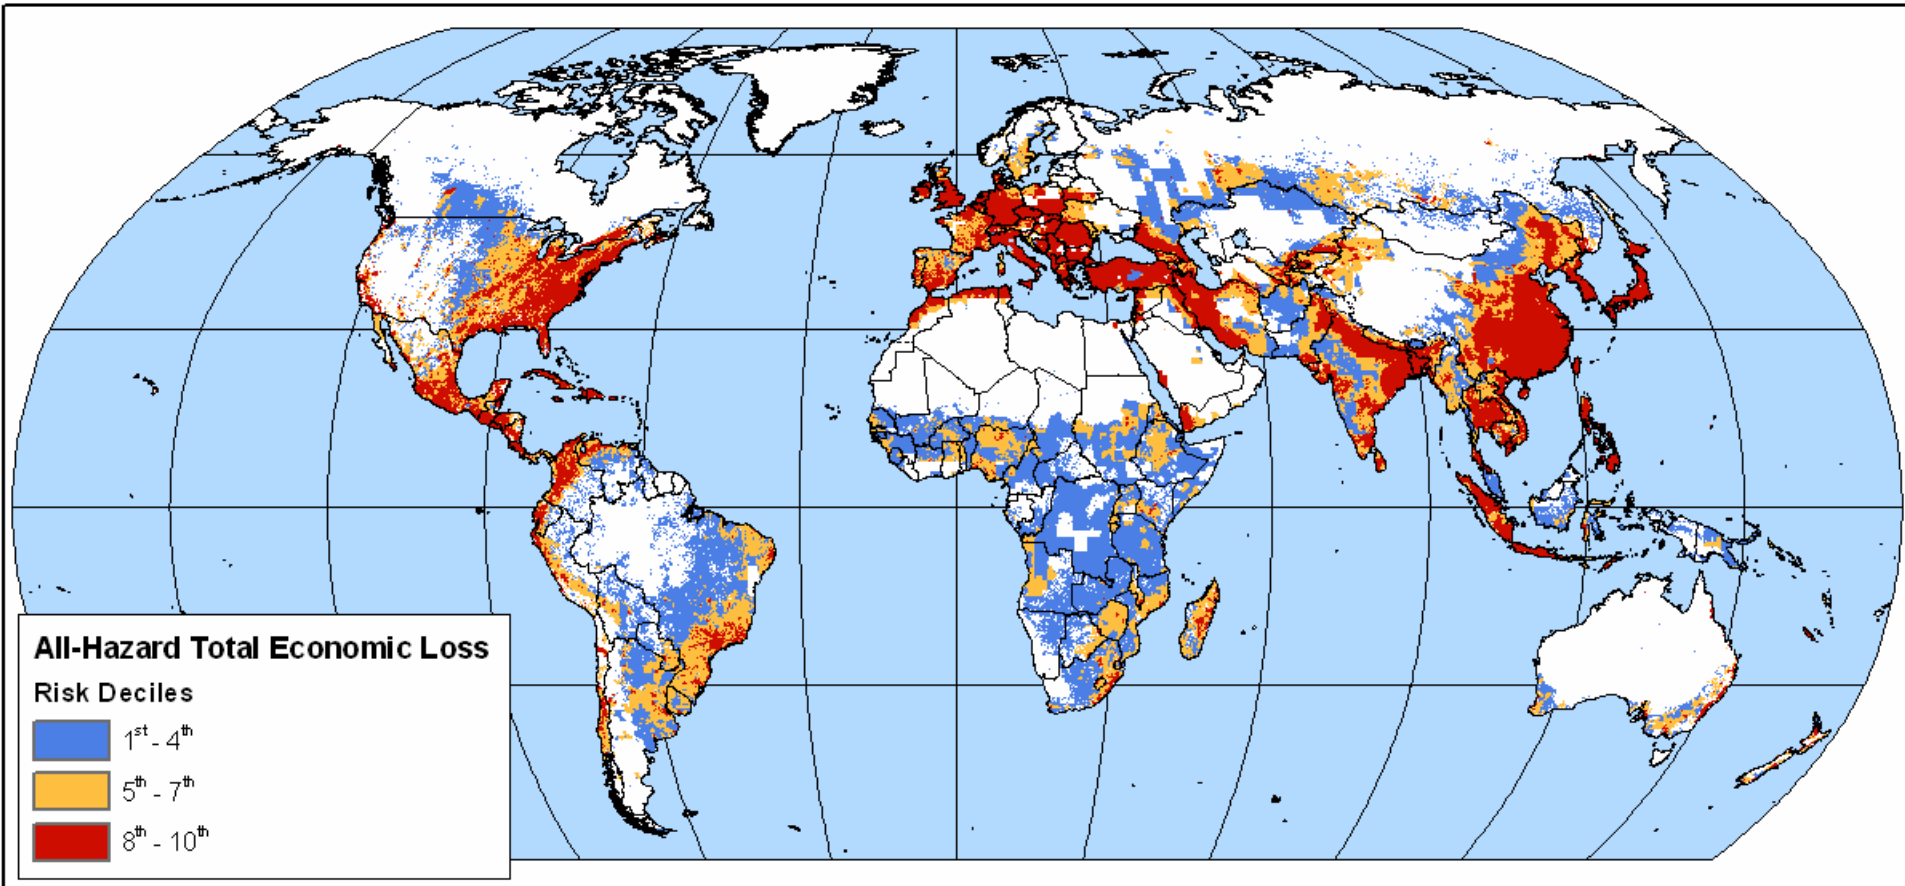 All-Hazard Total Economic Loss
Risk Deciles
1st - 4th
5th - 7th
8th - 10th